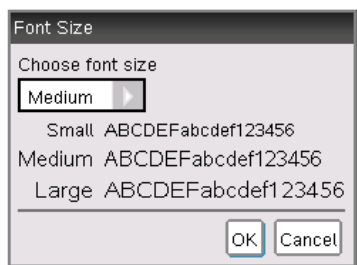 Font Size
Choose font size
Medium
Small ABCDEFabcdef123456
Medium ABCDEFabcdef123456
Large ABCDEFabcdef123456
OK Cancel